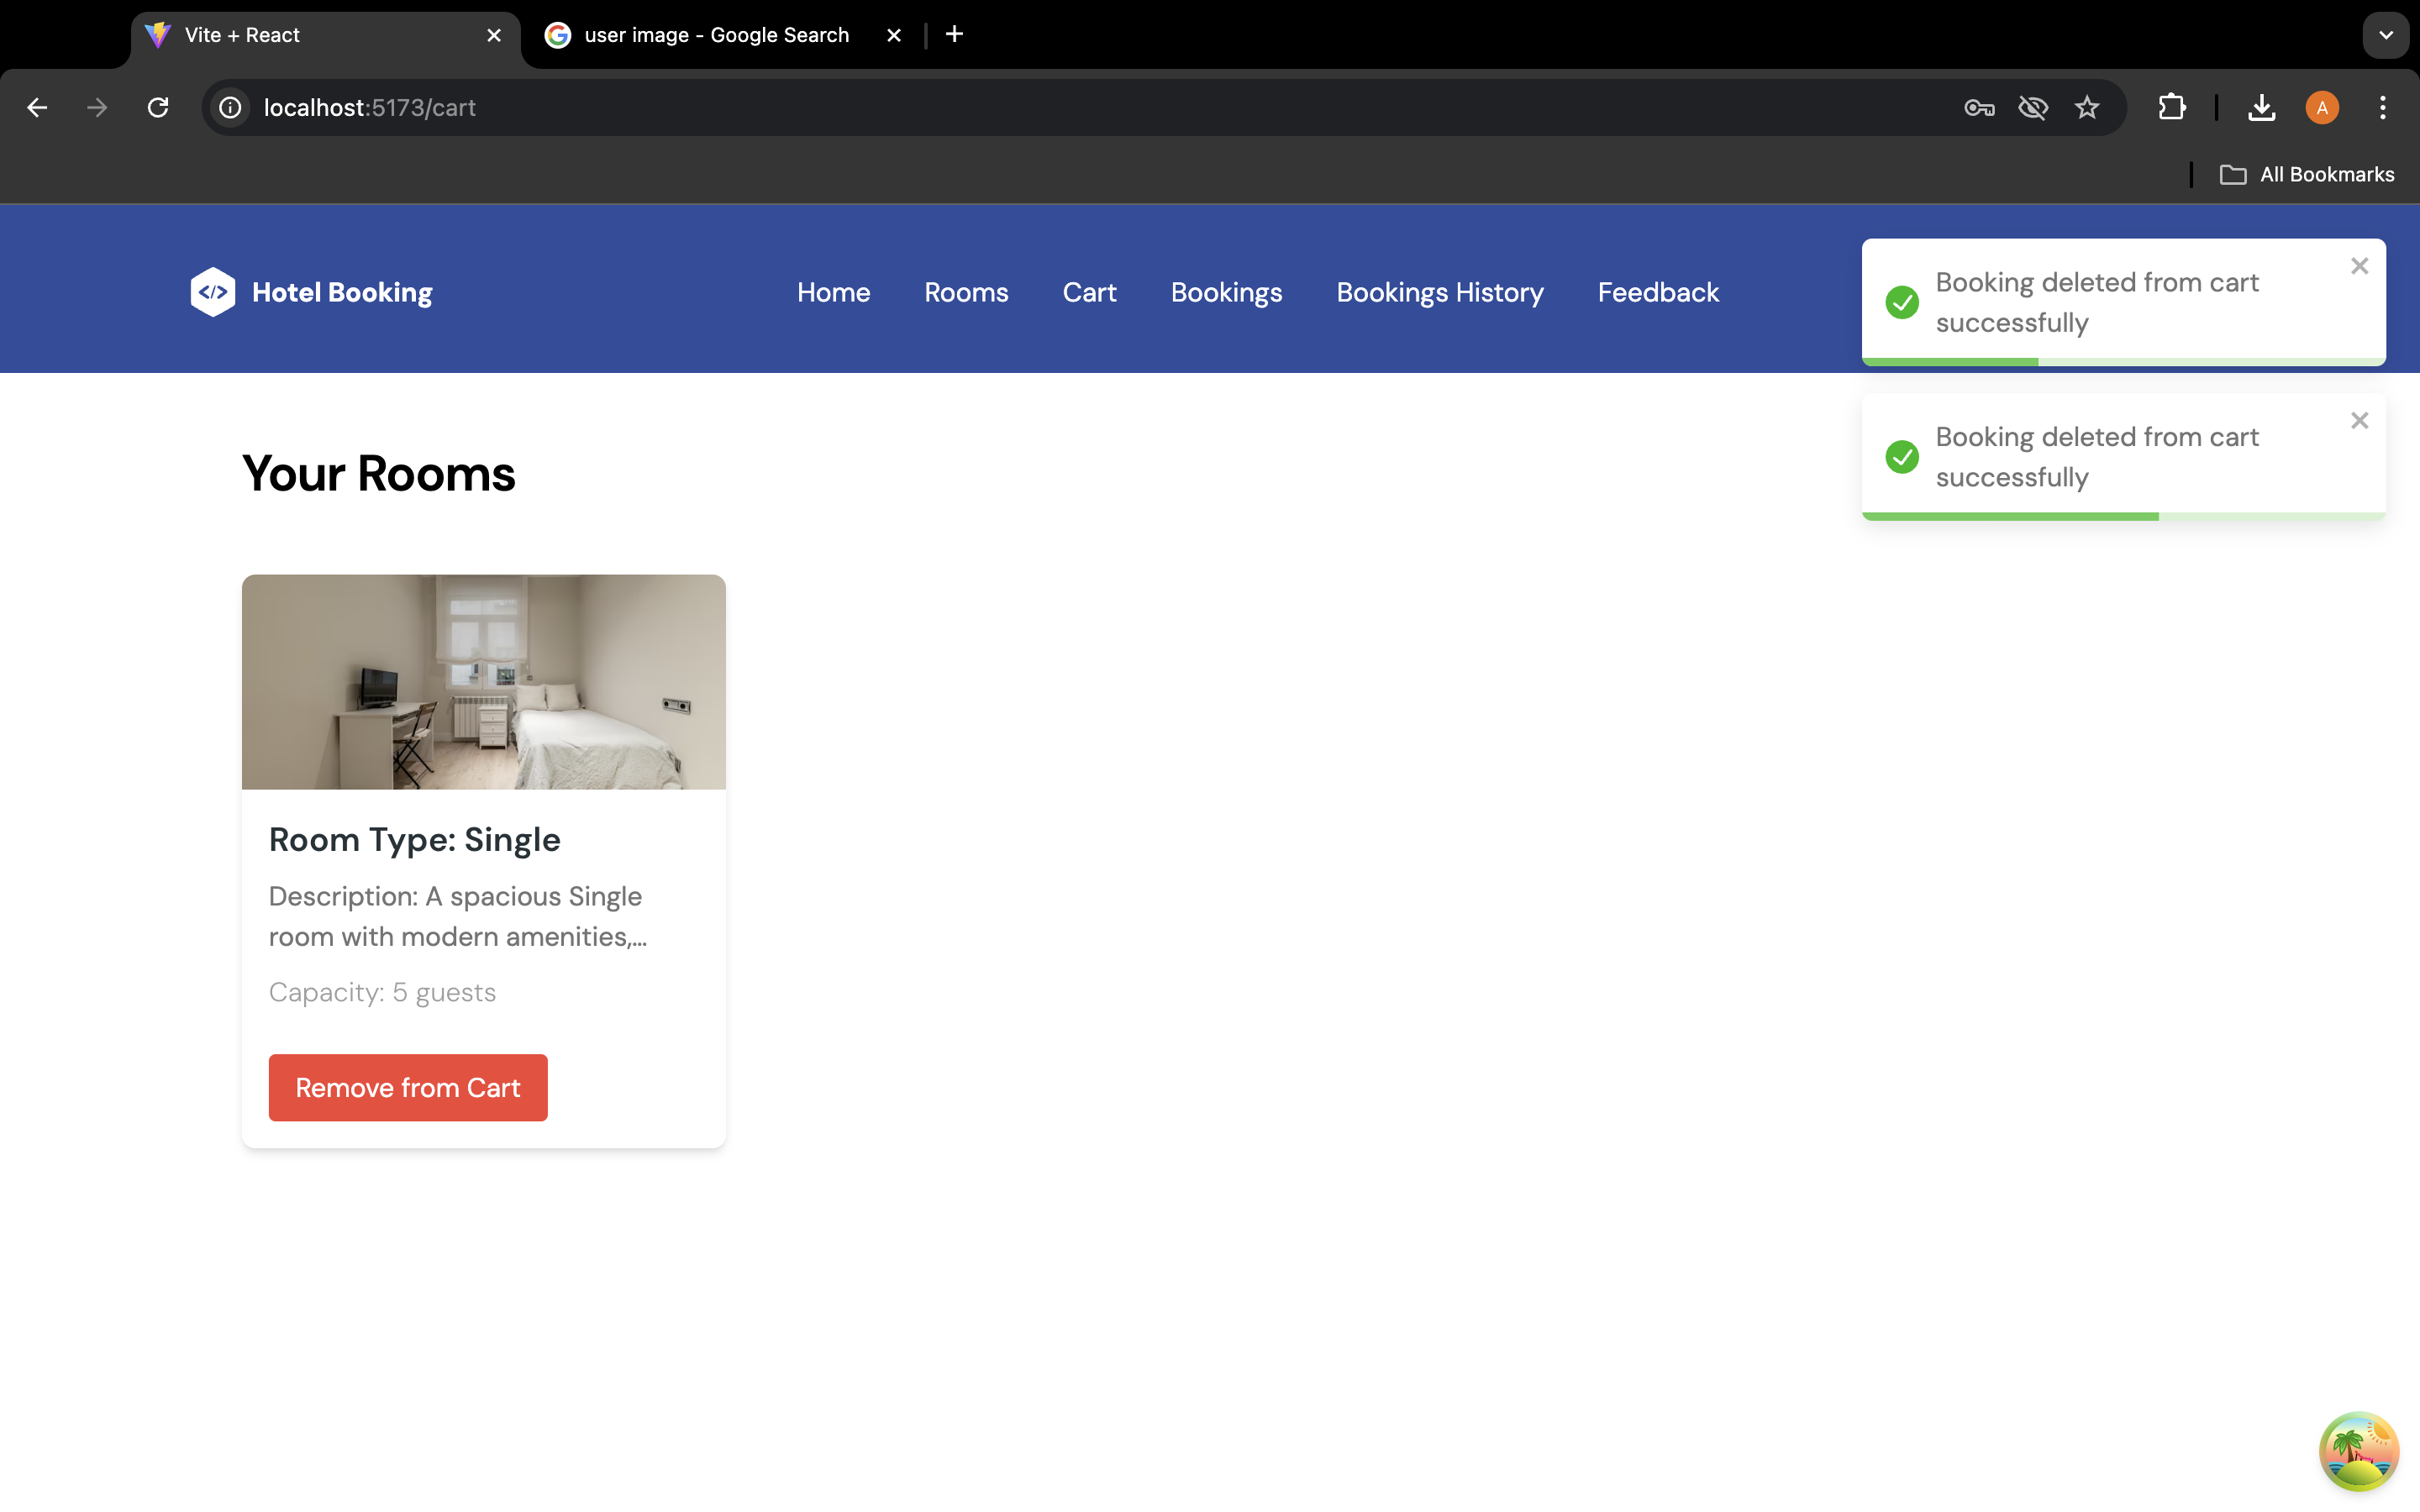 Vite + React
user image - Google Search
localhost:5173/cart
A
All Bookmarks
</> Hotel Booking
Home
Rooms
Cart
Bookings
Bookings History
Feedback
Booking deleted from cart
successfully
Booking deleted from cart
successfully
Your Rooms
Room Type: Single
Description: A spacious Single
room with modern amenities,...
Capacity: 5 guests
Remove from Cart